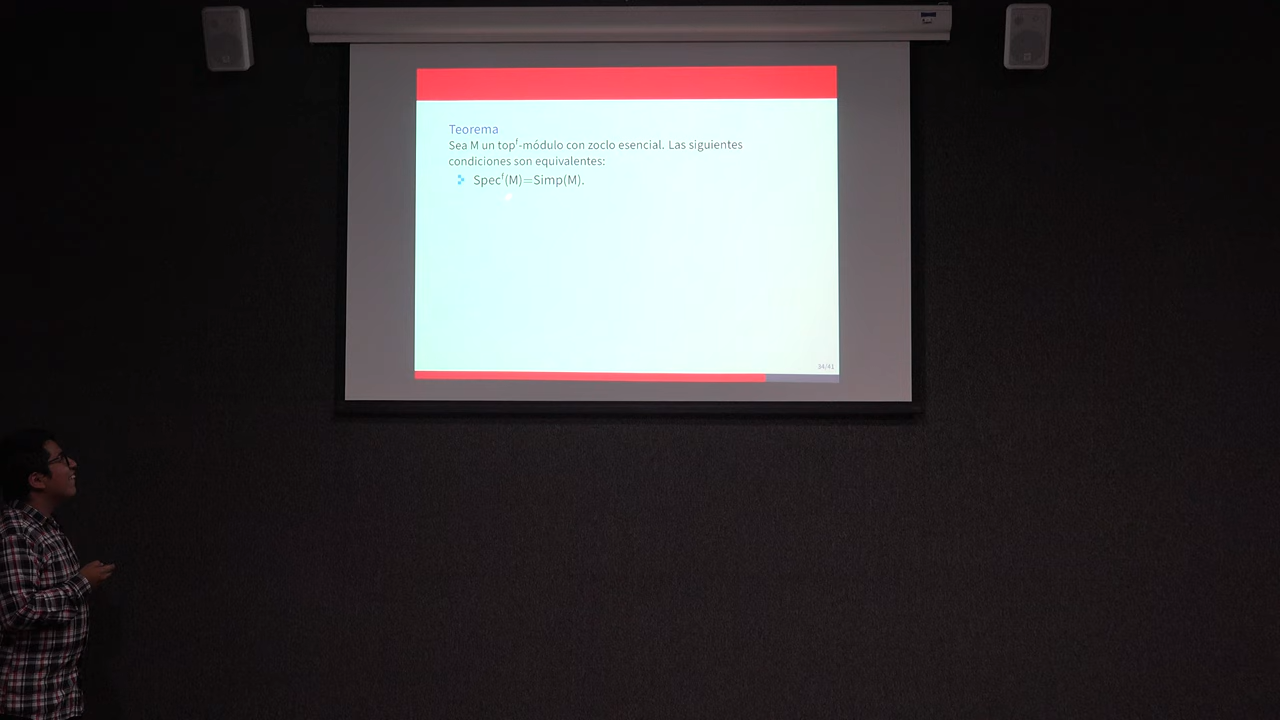 Teorema
Sea M un top′-módulo con zoclo esencial. Las siguientes
condiciones son equivalentes:
Spec′(M)=Simp(M).
34/41